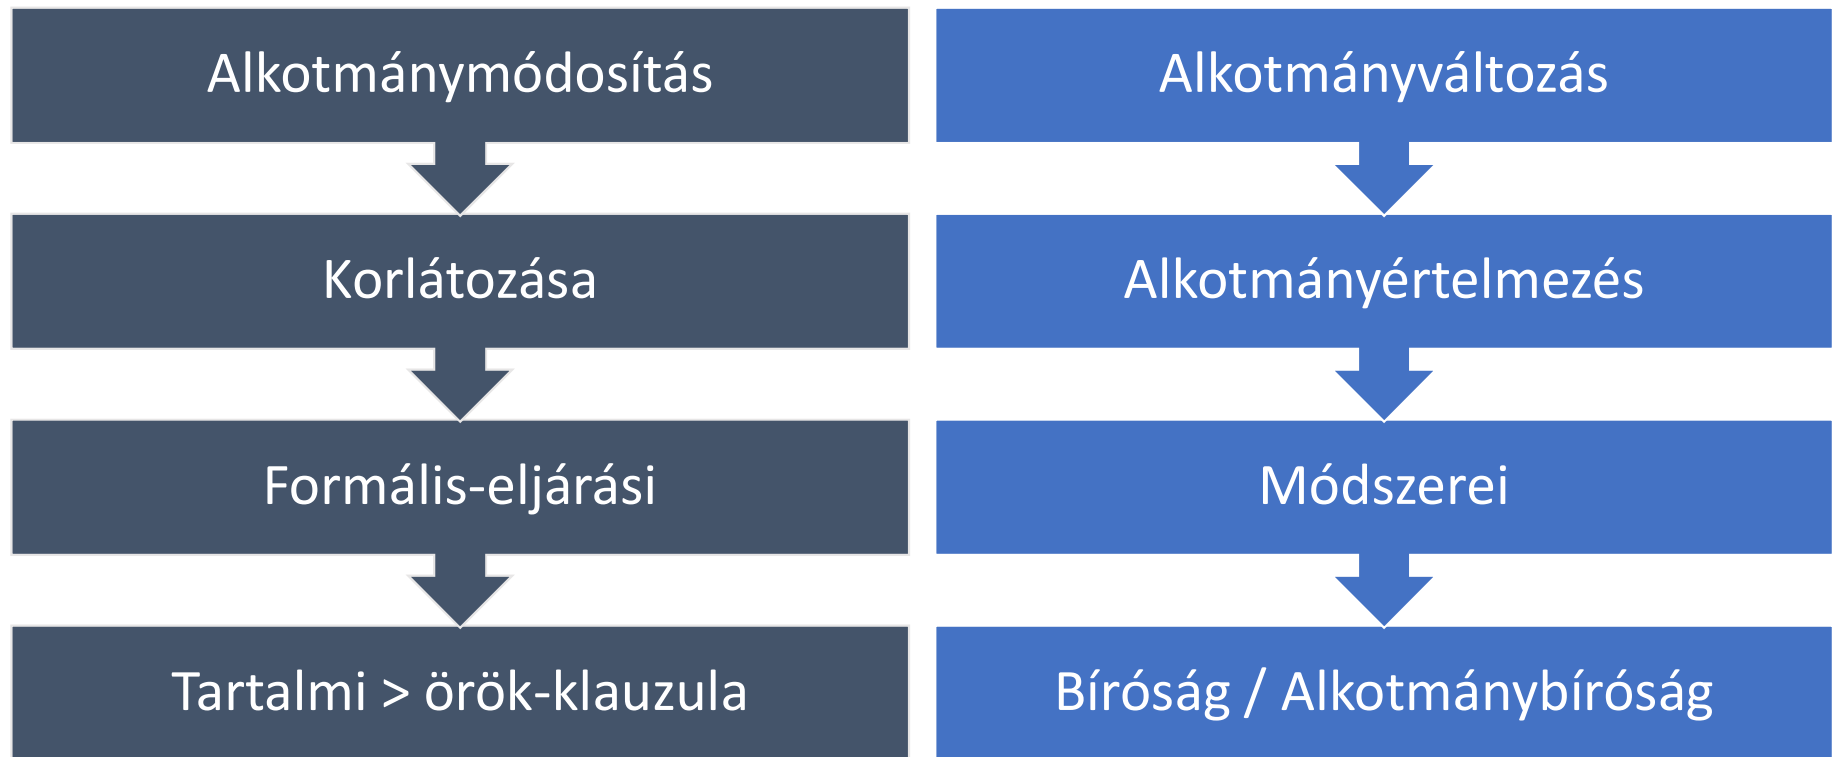 Alkotmánymódosítás
Korlátozása
Formális-eljárási
Tartalmi > örök-klauzula
Alkotmányváltozás
Alkotmányértelmezés
Módszerei
Bíróság / Alkotmánybíróság